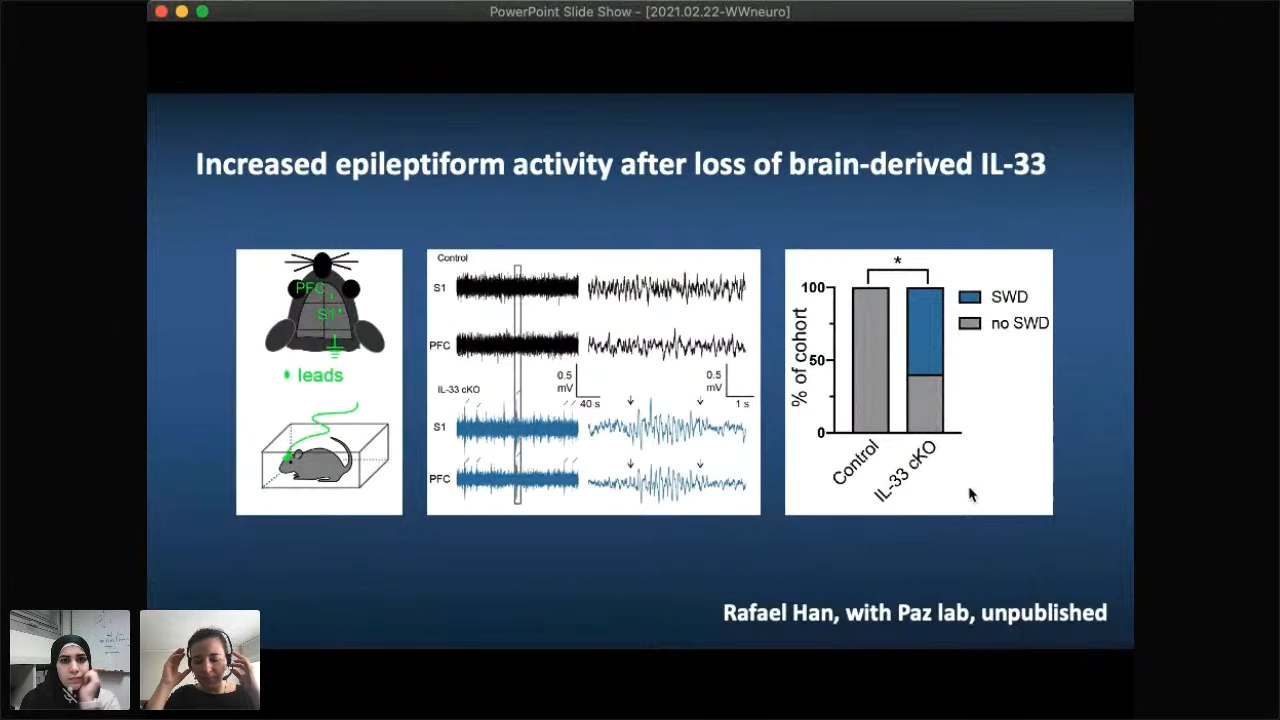 PowerPoint Slide Show - [2021.02.22-WWneuro]
Increased epileptiform activity after loss of brain-derived IL-33
PFC
S1
leads
Control
S1
PFC
0.5
mV
40 s
0.5
mV
1 s
IL-33 cKO
S1
PFC
*
100
50
0
% of cohort
Control
IL-33 cKO
SWD
no SWD
Rafael Han, with Paz lab, unpublished